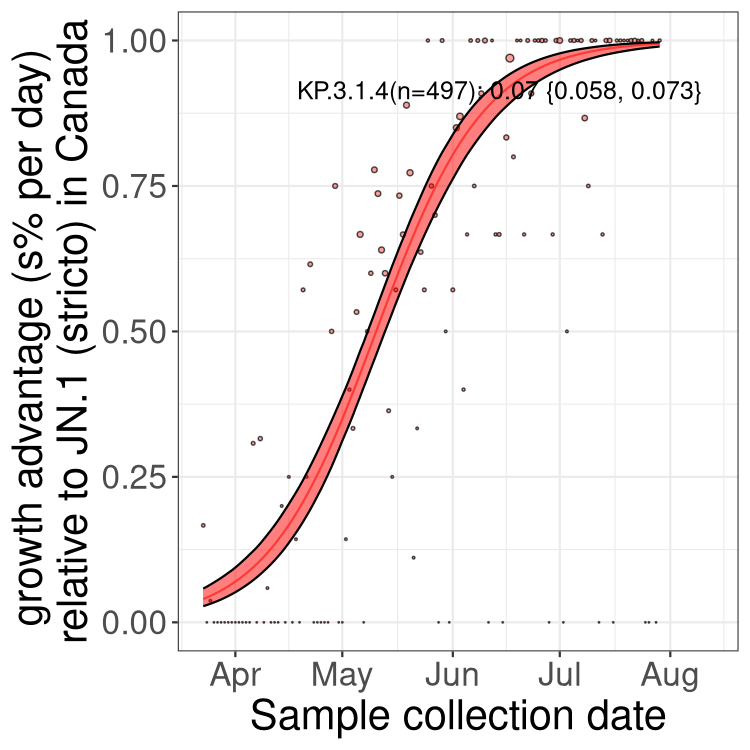 growth advantage (s% per day)
relative to JN.1 (stricto) in Canada
1.00
KP.3.1.4(n=497): 0.07 {0.058, 0.073}
0.75
0.50
0.25
0.00
Apr May Jun Jul Aug
Sample collection date